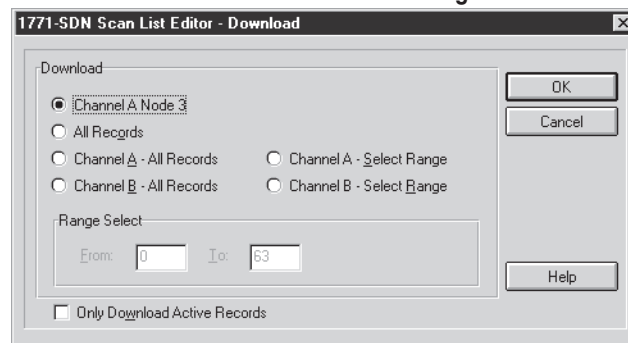 1771-SDN Scan List Editor - Download
Download
Channel A Node 3
All Records
Channel A - All Records
Channel A - Select Range
Channel B - All Records
Channel B - Select Range
Range Select
From: 0 To: 63
Only Download Active Records
OK
Cancel
Help